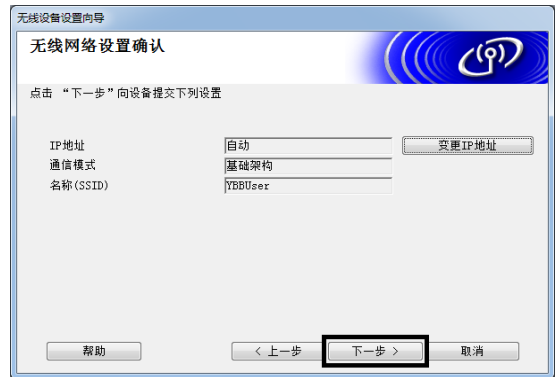 无线设备设置向导
无线网络设置确认
点击 “下一步”向设备提交下列设置
IP地址 自动 变更IP地址
通信模式 基础架构
名称(SSID) YBBUser
帮助 < 上一步 下一步 > 取消